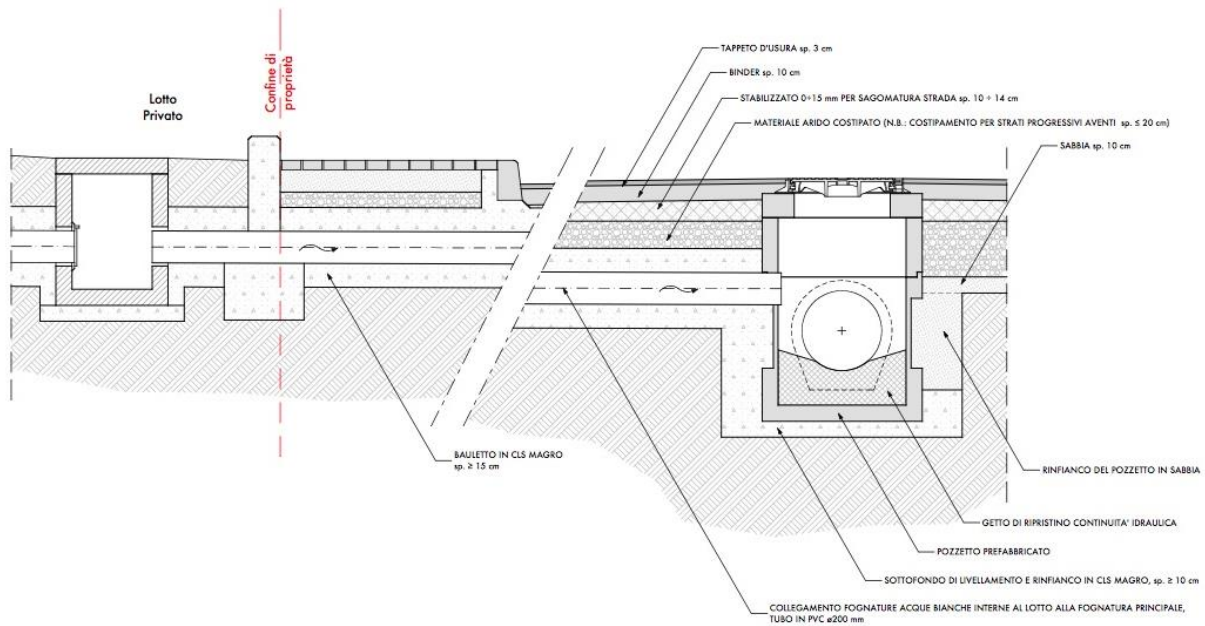 TAPPETO D'USURA sp. 3 cm
BINDER sp. 10 cm
STABILIZZATO 0÷15 mm PER SAGOMATURA STRADA sp. 10 ÷ 14 cm
MATERIALE ARIDO COSTIPATO (N.B.: COSTIPAMENTO PER STRATI PROGRESSIVI AVENTI sp. ≤ 20 cm)
SABBIA sp. 10 cm
Lotto
Privato
Confine di
proprietà
BAULETTO IN CLS MAGRO
sp. ≥ 15 cm
RINFIANCO DEL POZZETTO IN SABBIA
GETTO DI RIPRISTINO CONTINUITA' IDRAULICA
POZZETTO PREFABBRICATO
SOTTOFONDO DI LIVELLAMENTO E RINFIANCO IN CLS MAGRO, sp. ≥ 10 cm
COLLEGAMENTO FOGNATURE ACQUE BIANCHE INTERNE AL LOTTO ALLA FOGNATURA PRINCIPALE,
TUBO IN PVC ø200 mm